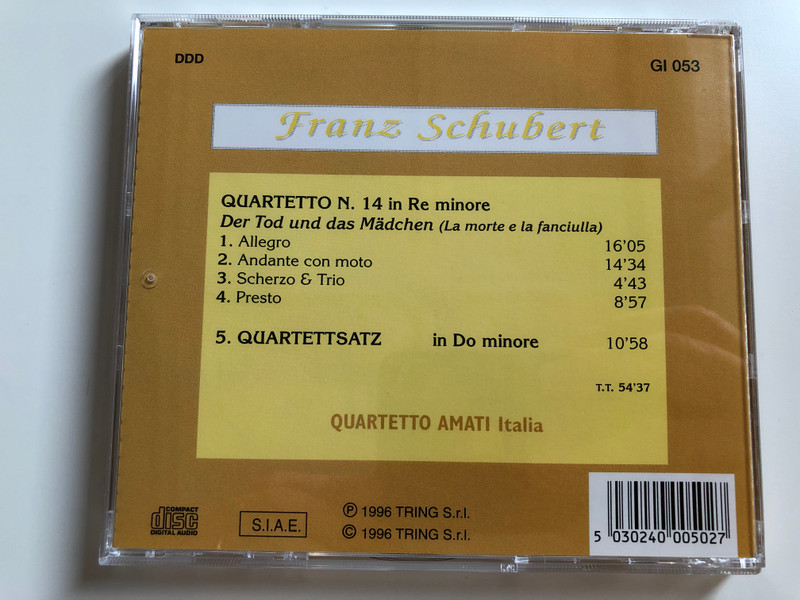 DDD GI 053
Franz Schubert
QUARTETTO N. 14 in Re minore
Der Tod und das Mädchen (La morte e la fanciulla)
1. Allegro 16'05
2. Andante con moto 14'34
3. Scherzo & Trio 4'43
4. Presto 8'57
5. QUARTETTSATZ in Do minore 10'58
T.T. 54'37
QUARTETTO AMATI Italia
COMPACT
disc
DIGITAL AUDIO
S.I.A.E.
℗ 1996 TRING S.r.l.
© 1996 TRING S.r.l.
5 030240 005027